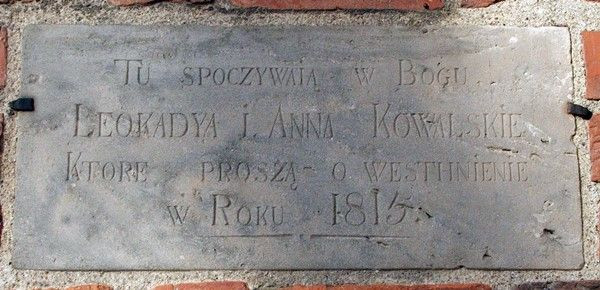 TU SPOCZYWAIĄ W BOGU
LEOKADYA I ANNA KOWALSKIE
KTORE PROSZĄ O WESTHNIENIE
W ROKU 1815.